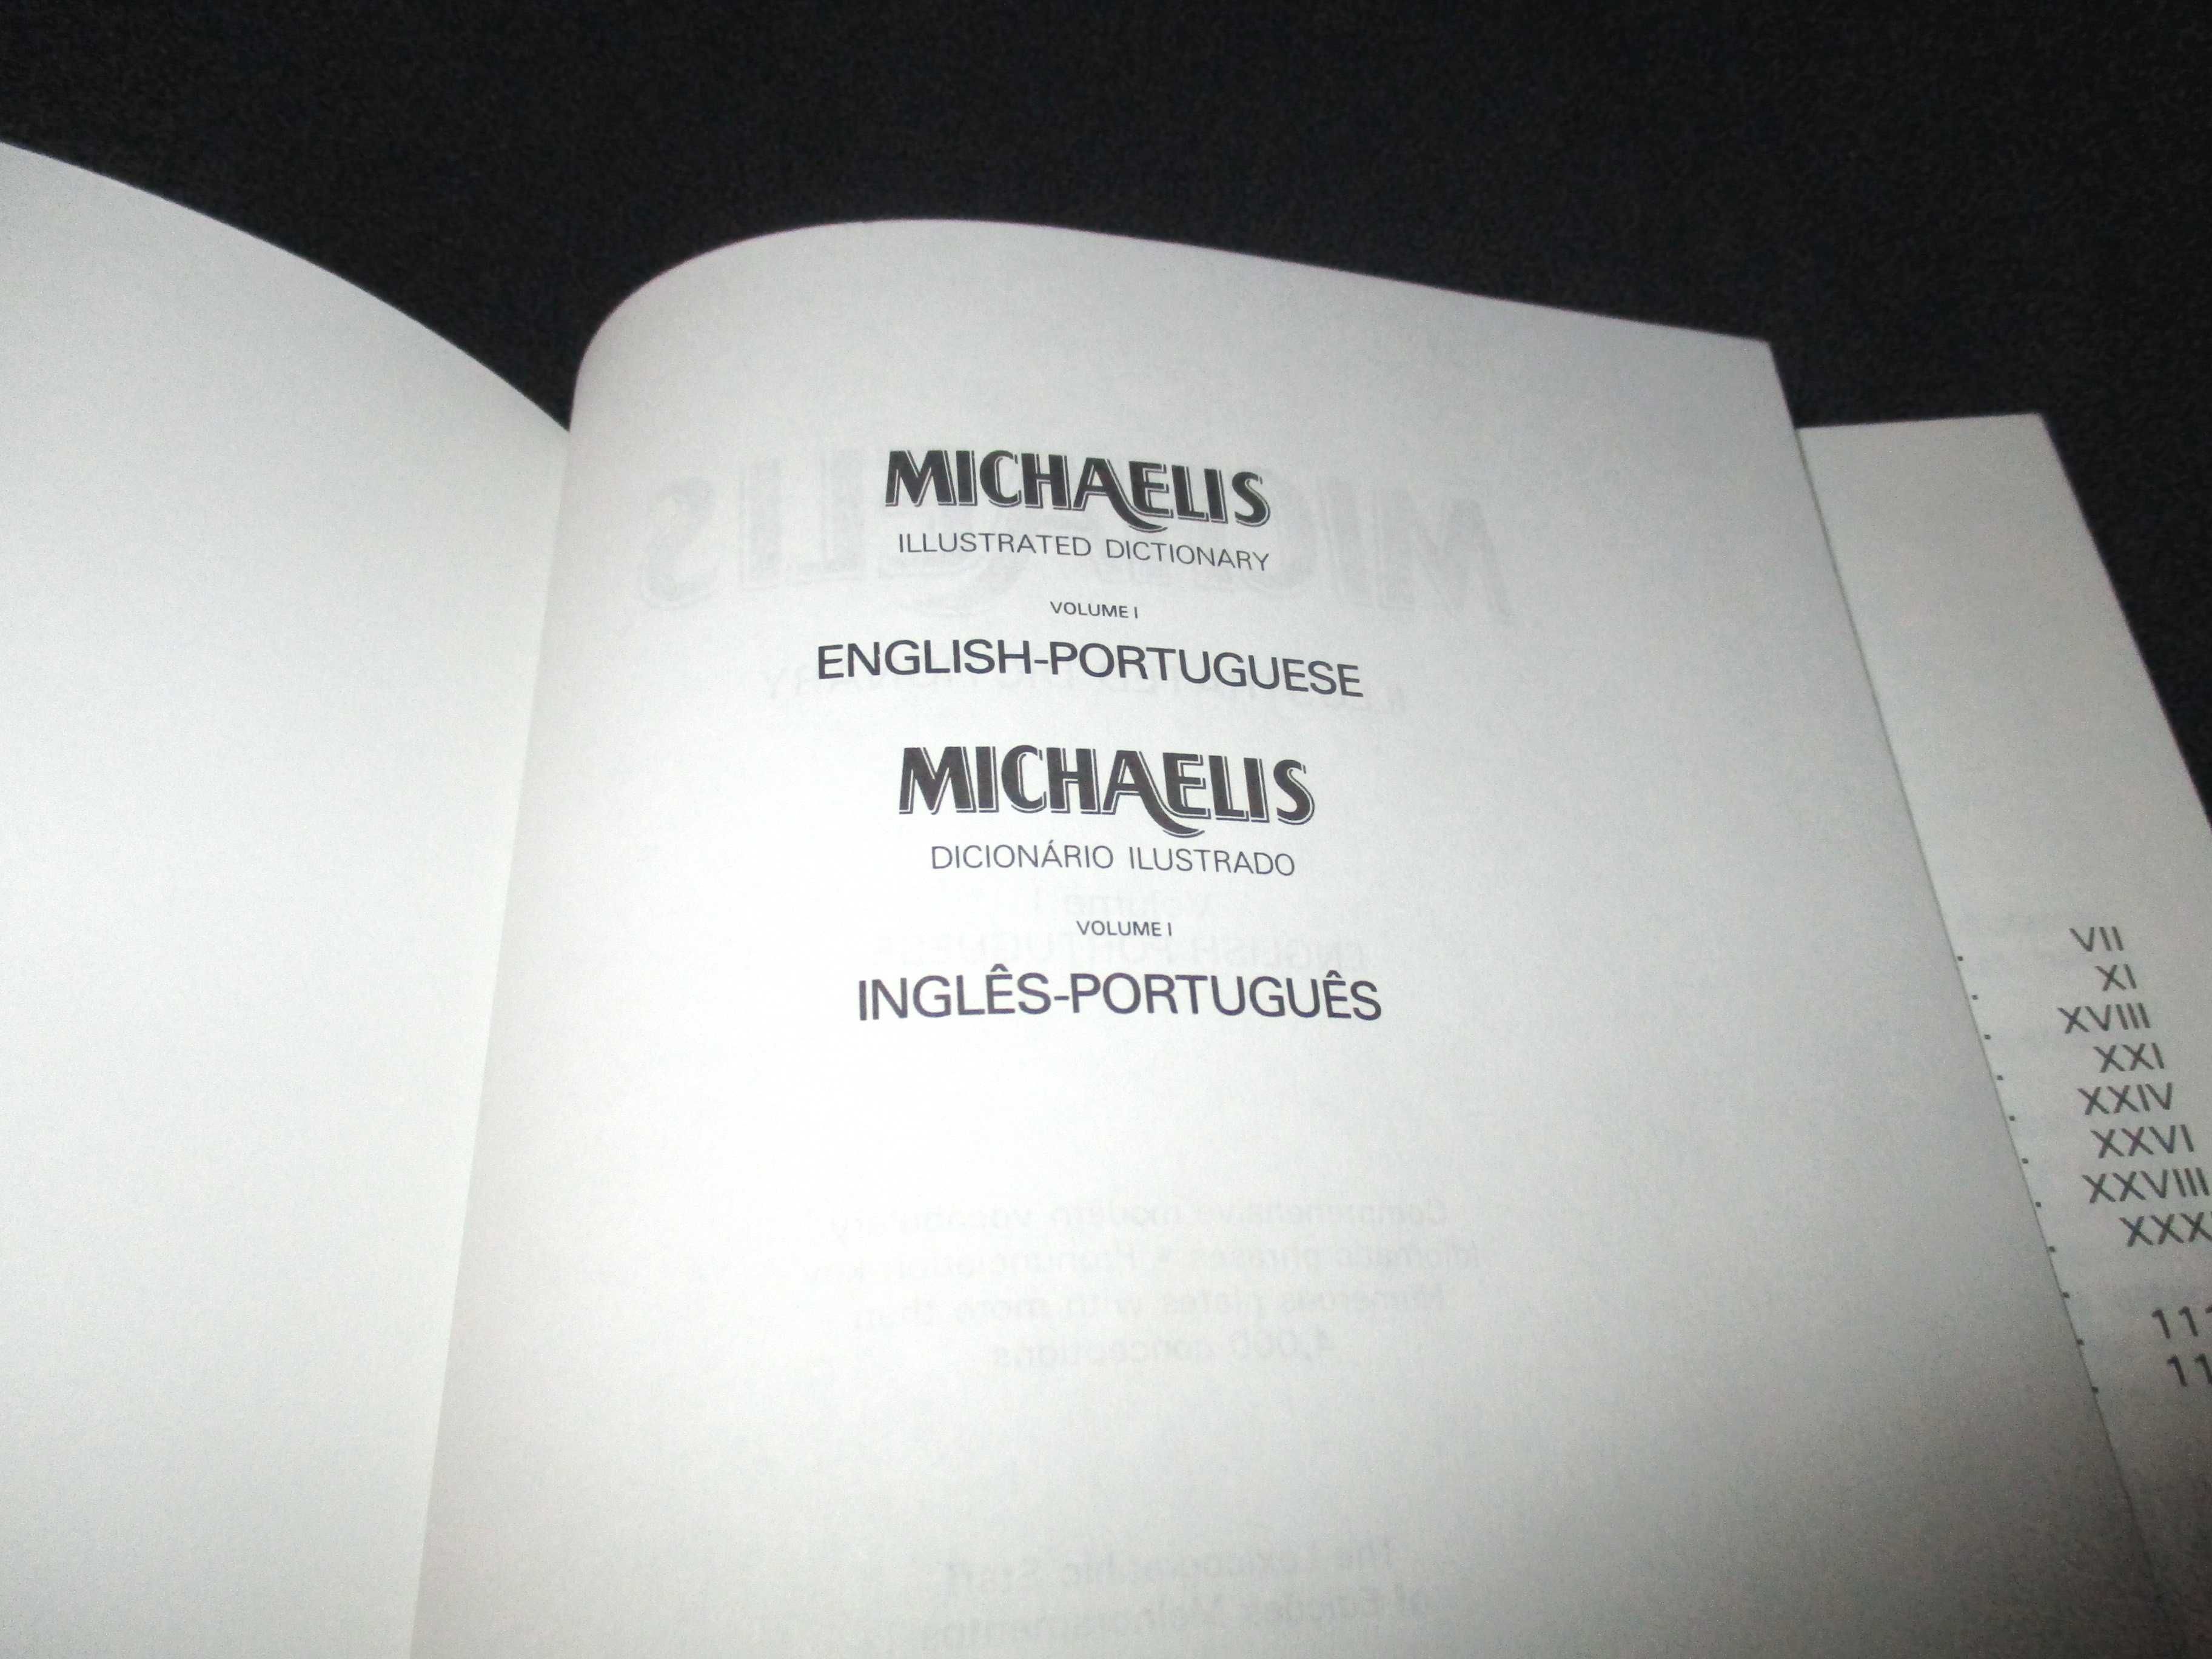 MICHAELIS
ILLUSTRATED DICTIONARY
VOLUME I
ENGLISH-PORTUGUESE
MICHAELIS
DICIONÁRIO ILUSTRADO
VOLUME I
INGLÊS-PORTUGUÊS
VII
XI
XVIII
XXI
XXIV
XXVI
XXVIII